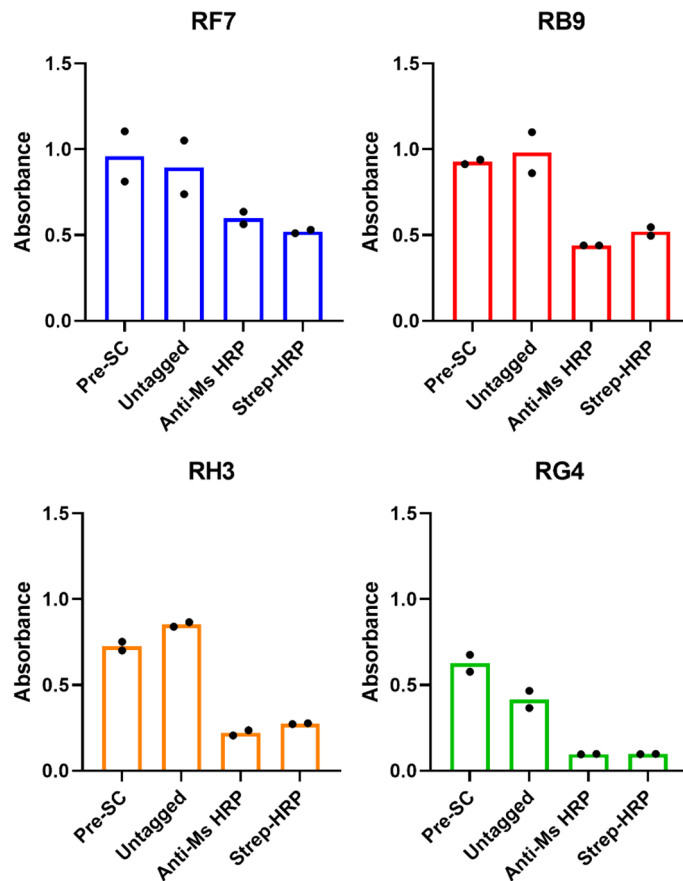 RF7
1.5
1.0
0.5
0.0
Absorbance
Pre-SC
Untagged
Anti-Ms HRP
Strep-HRP
RB9
1.5
1.0
0.5
0.0
Absorbance
Pre-SC
Untagged
Anti-Ms HRP
Strep-HRP
RH3
1.5
1.0
0.5
0.0
Absorbance
Pre-SC
Untagged
Anti-Ms HRP
Strep-HRP
RG4
1.5
1.0
0.5
0.0
Absorbance
Pre-SC
Untagged
Anti-Ms HRP
Strep-HRP